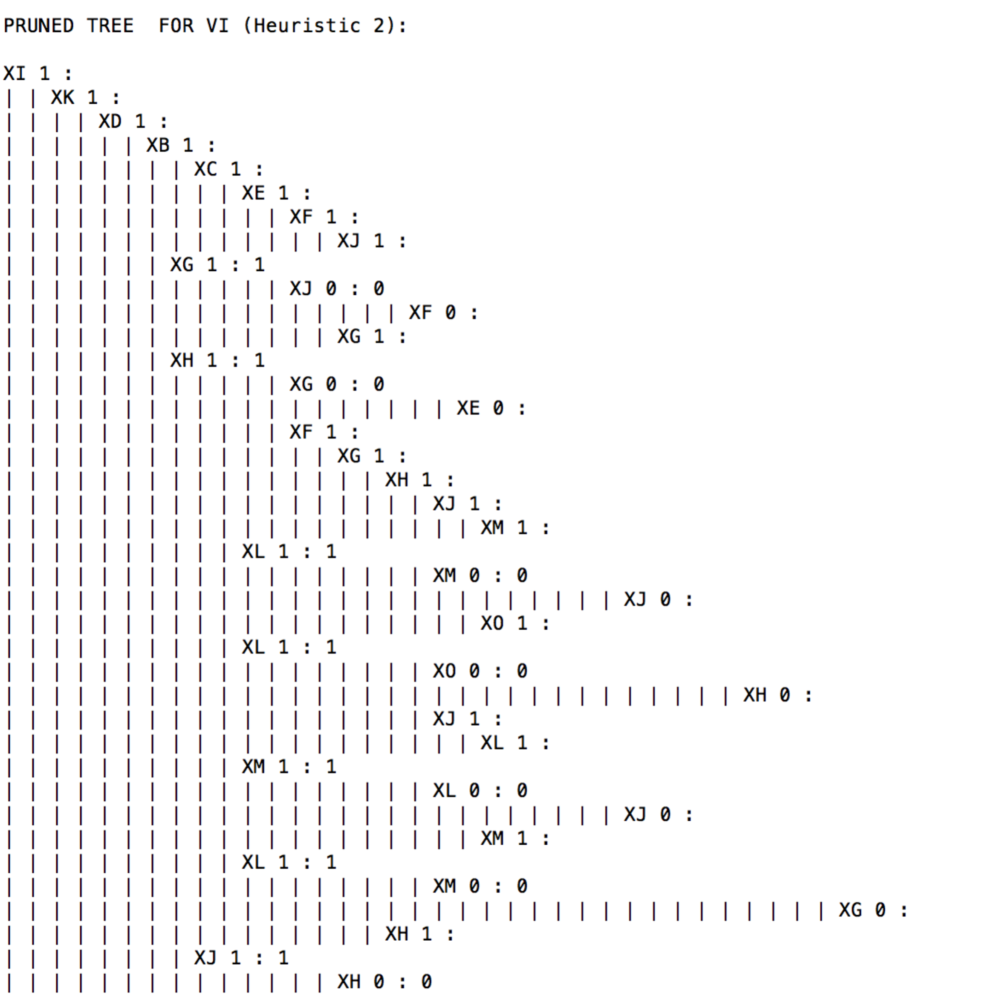 PRUNED TREE  FOR VI (Heuristic 2):
XI 1 :
| | XK 1 :
| | | | XD 1 :
| | | | | | XB 1 :
| | | | | | | | XC 1 :
| | | | | | | | | | XE 1 :
| | | | | | | | | | | | XF 1 :
| | | | | | | | | | | | | | XJ 1 :
| | | | | | | XG 1 : 1
| | | | | | | | | | | | XJ 0 : 0
| | | | | | | | | | | | | | | | | XF 0 :
| | | | | | | | | | | | | | XG 1 :
| | | | | | | XH 1 : 1
| | | | | | | | | | | | XG 0 : 0
| | | | | | | | | | | | | | | | | | | XE 0 :
| | | | | | | | | | | | XF 1 :
| | | | | | | | | | | | | | XG 1 :
| | | | | | | | | | | | | | | | XH 1 :
| | | | | | | | | | | | | | | | | | XJ 1 :
| | | | | | | | | | | | | | | | | | | | XM 1 :
| | | | | | | | | | XL 1 : 1
| | | | | | | | | | | | | | | | | | XM 0 : 0
| | | | | | | | | | | | | | | | | | | | | | | | | | XJ 0 :
| | | | | | | | | | | | | | | | | | | | XO 1 :
| | | | | | | | | | XL 1 : 1
| | | | | | | | | | | | | | | | | | XO 0 : 0
| | | | | | | | | | | | | | | | | | | | | | | | | | | | | | | XH 0 :
| | | | | | | | | | | | | | | | | | XJ 1 :
| | | | | | | | | | | | | | | | | | | | XL 1 :
| | | | | | | | | | XM 1 : 1
| | | | | | | | | | | | | | | | | | XL 0 : 0
| | | | | | | | | | | | | | | | | | | | | | | | | | XJ 0 :
| | | | | | | | | | | | | | | | | | | | XM 1 :
| | | | | | | | | | XL 1 : 1
| | | | | | | | | | | | | | | | | | XM 0 : 0
| | | | | | | | | | | | | | | | | | | | | | | | | | | | | | | | | | | XG 0 :
| | | | | | | | | | | | | | | | XH 1 :
| | | | | | | | XJ 1 : 1
| | | | | | | | | | | | | | XH 0 : 0